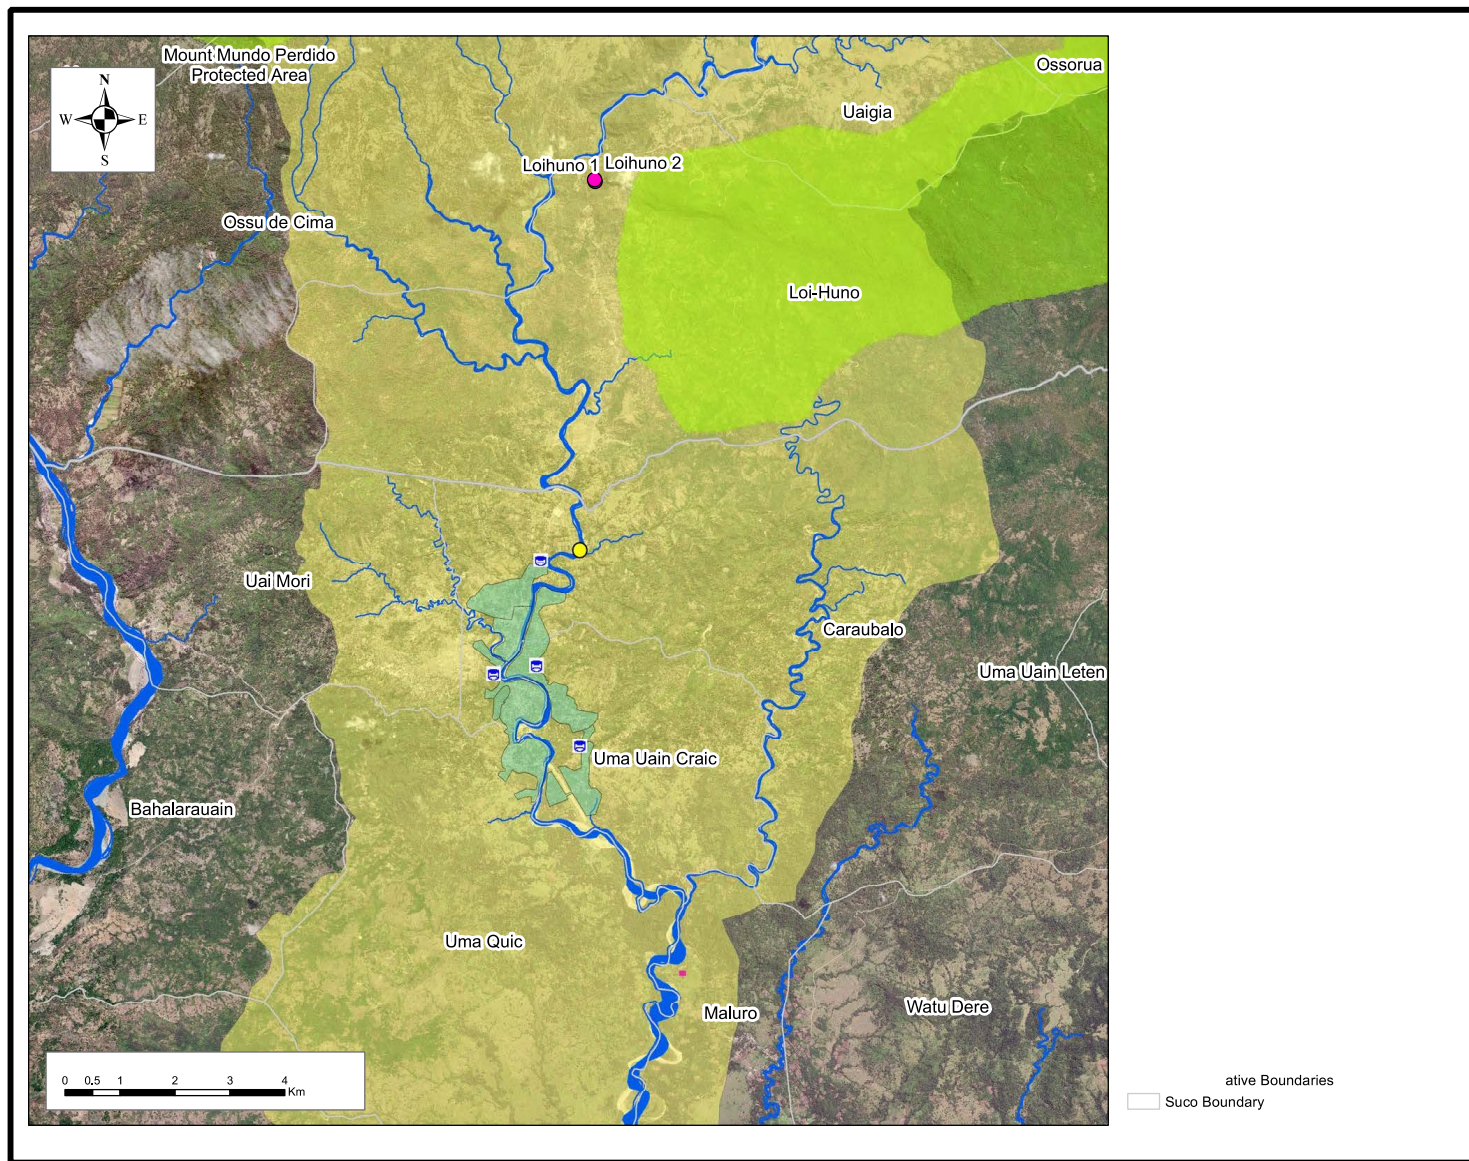 Mount Mundo Perdido
Protected Area
Ossorua
N
W
E
S
Uaigia
Loihuno 1
Loihuno 2
Ossu de Cima
Loi-Huno
Uai Mori
Caraubalo
Uma Uain Leten
Uma Uain Craic
Bahalarauain
Uma Quic
Maluro
Watu Dere
0 0.5 1 2 3 4
Km
ative Boundaries
Suco Boundary